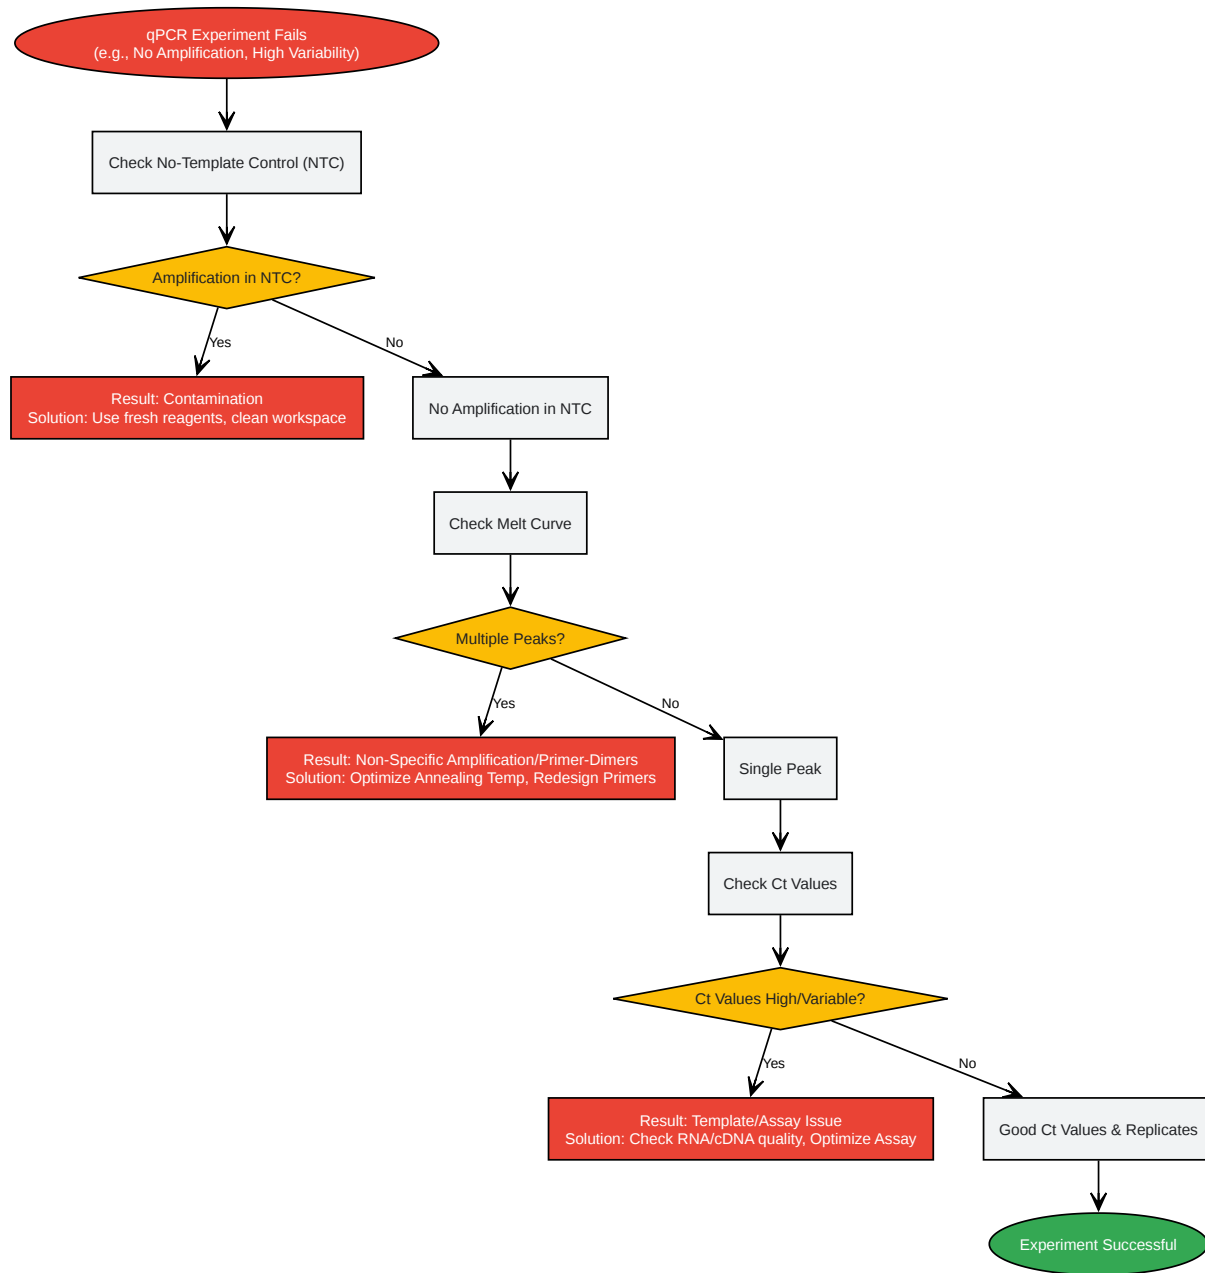 qPCR Experiment Fails
(e.g., No Amplification, High Variability)
Check No-Template Control (NTC)
Amplification in NTC?
Yes
No
Result: Contamination
Solution: Use fresh reagents, clean workspace
No Amplification in NTC
Check Melt Curve
Multiple Peaks?
Yes
No
Result: Non-Specific Amplification/Primer-Dimers
Solution: Optimize Annealing Temp, Redesign Primers
Single Peak
Check Ct Values
Ct Values High/Variable?
Yes
No
Result: Template/Assay Issue
Solution: Check RNA/cDNA quality, Optimize Assay
Good Ct Values & Replicates
Experiment Successful